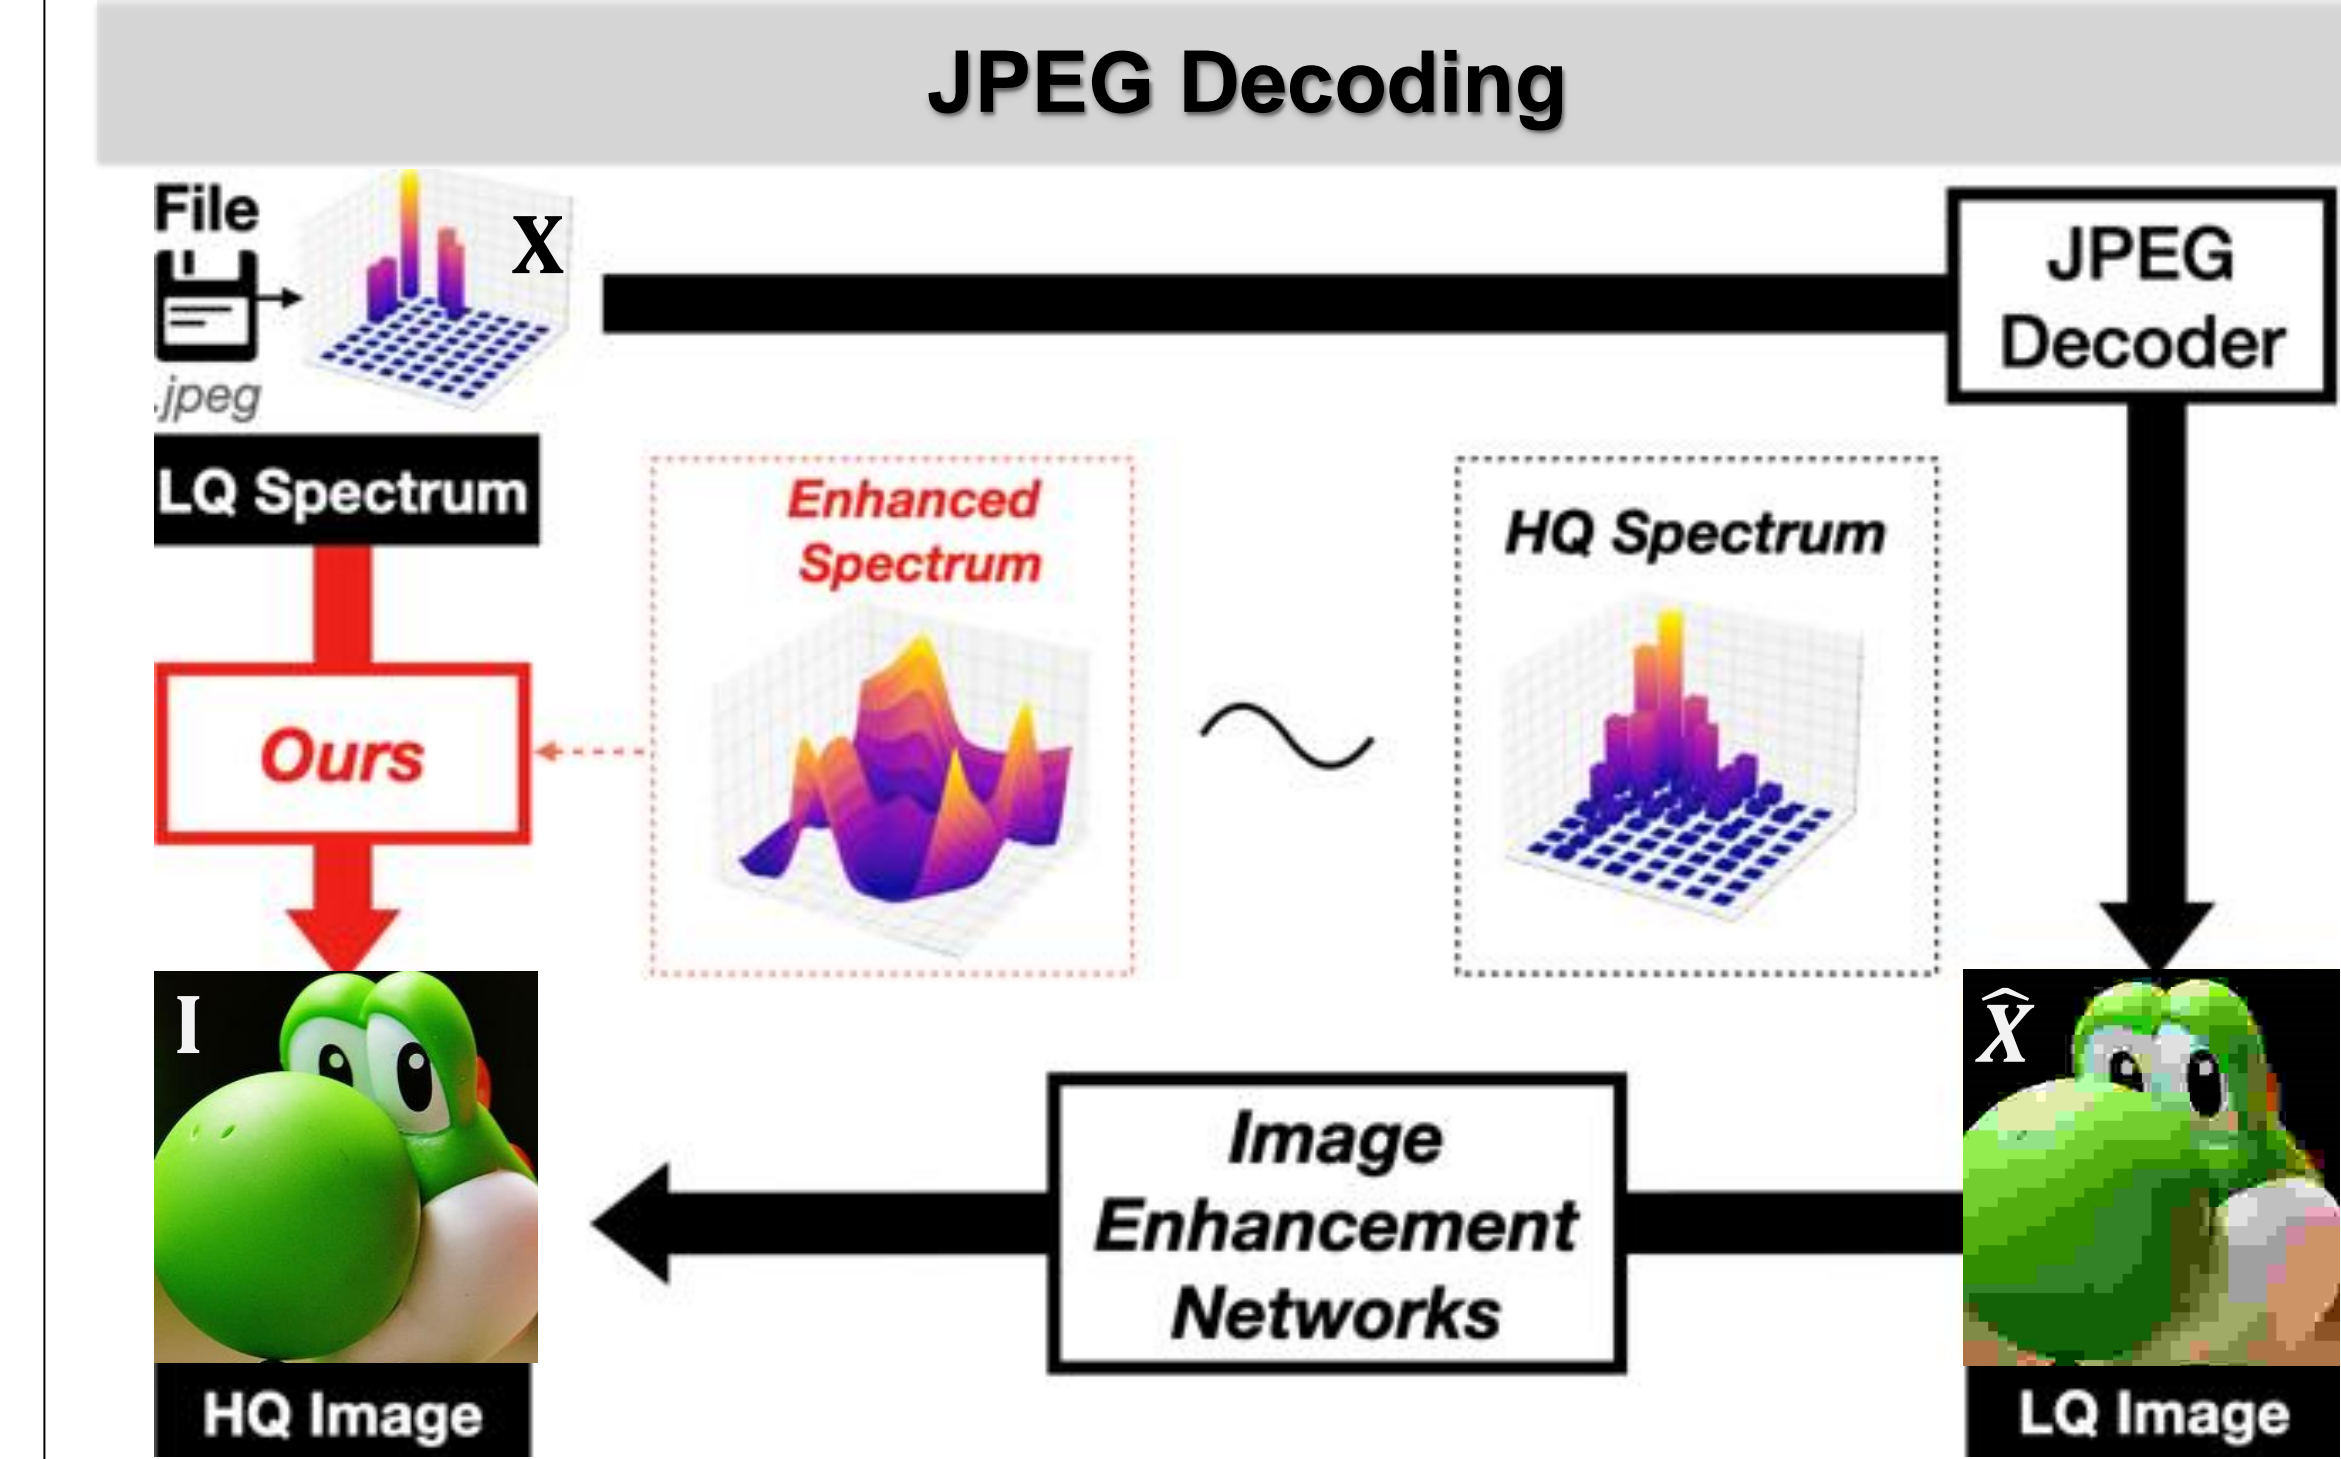 JPEG Decoding
File
.jpeg
X
JPEG
Decoder
LQ Spectrum
Enhanced
Spectrum
HQ Spectrum
Ours
I
X̂
Image
Enhancement
Networks
HQ Image
LQ Image